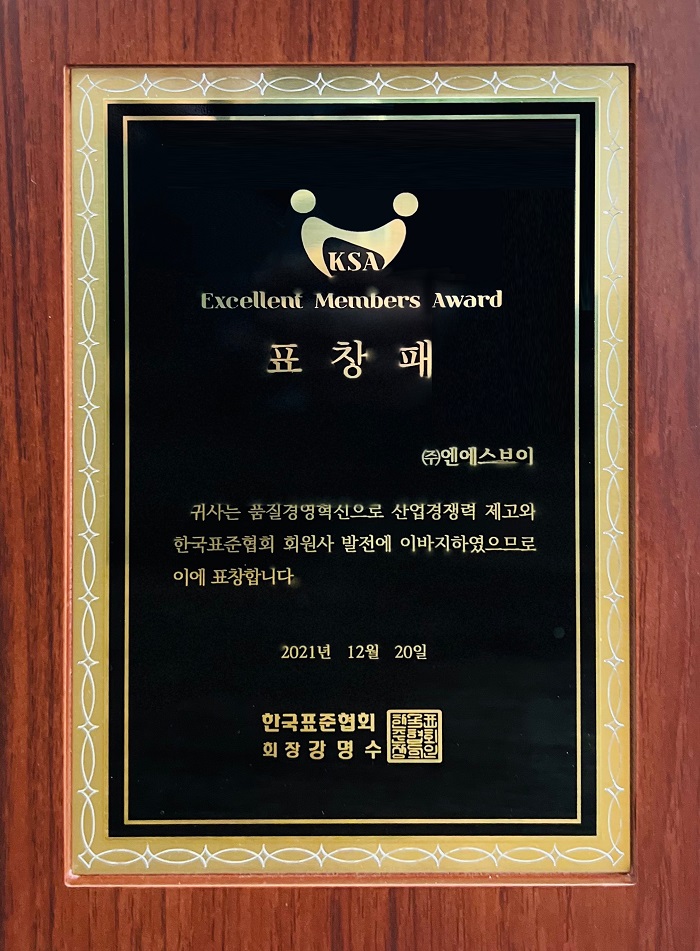 KSA
Excellent Members Award
표 창 패
㈜엔에스브이
귀사는 품질경영혁신으로 산업경쟁력 제고와
한국표준협회 회원사 발전에 이바지하였으므로
이에 표창합니다
2021년 12월 20일
한국표준협회
회장 강명수